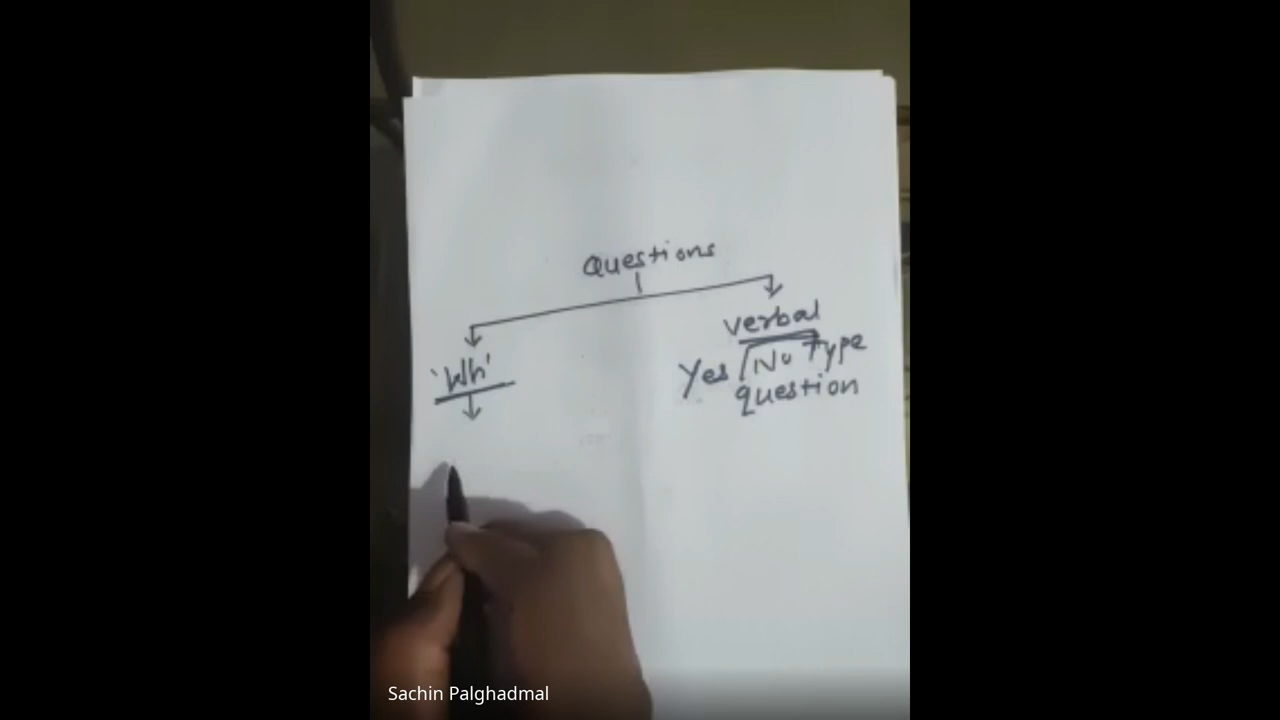 Questions
'Wh'
verbal
Yes/No Type
question
Sachin Palghadmal